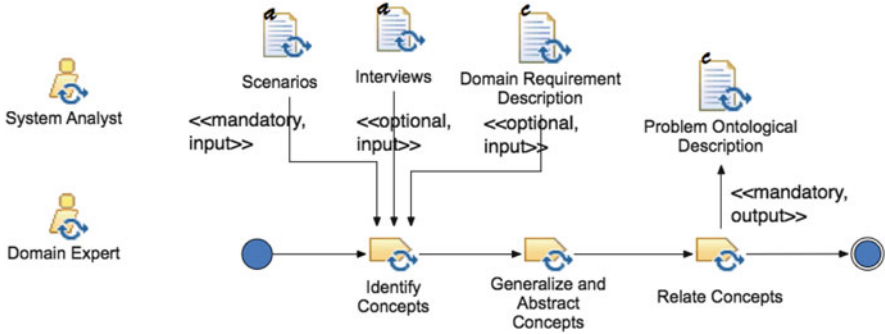 a
a
c
Scenarios
Interviews
Domain Requirement
Description
c
System Analyst
<<mandatory,
input>>
<<optional,
input>>
<<optional,
input>>
Problem Ontological
Description
<<mandatory,
output>>
Domain Expert
Identify
Concepts
Generalize and
Abstract
Concepts
Relate Concepts